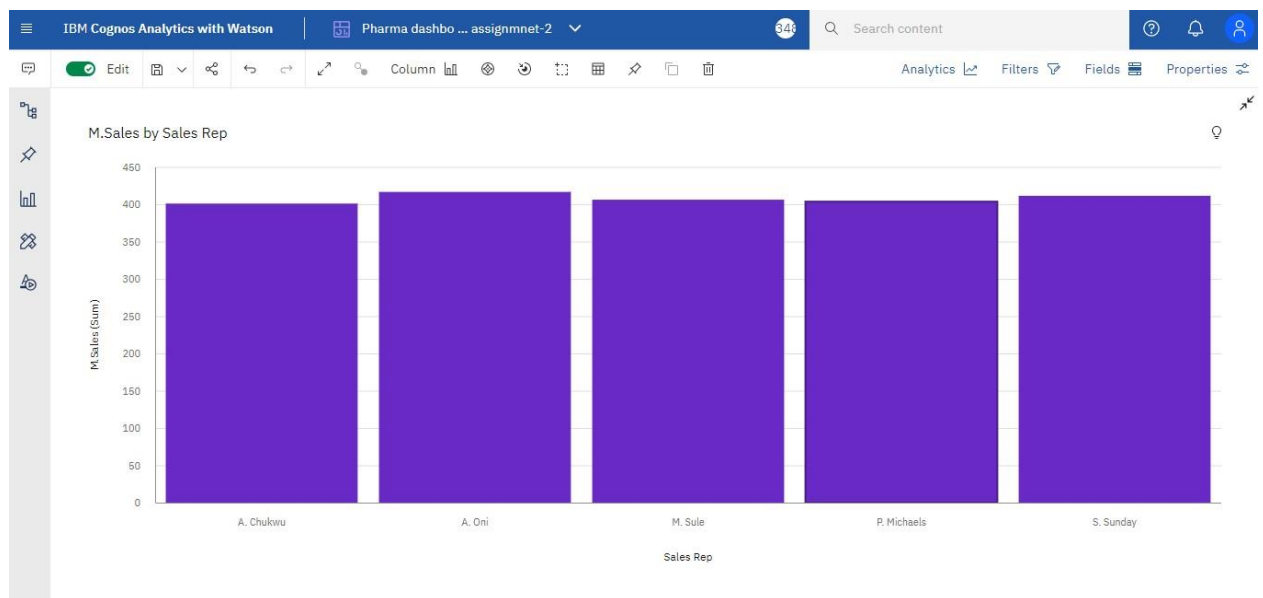 IBM Cognos Analytics with Watson
Pharma dashbo ... assignmnet-2
348
Search content
Edit
Column
Analytics
Filters
Fields
Properties
M.Sales by Sales Rep
450
400
350
300
250
200
150
100
50
0
M.Sales (Sum)
A. Chukwu
A. Oni
M. Sule
P. Michaels
S. Sunday
Sales Rep